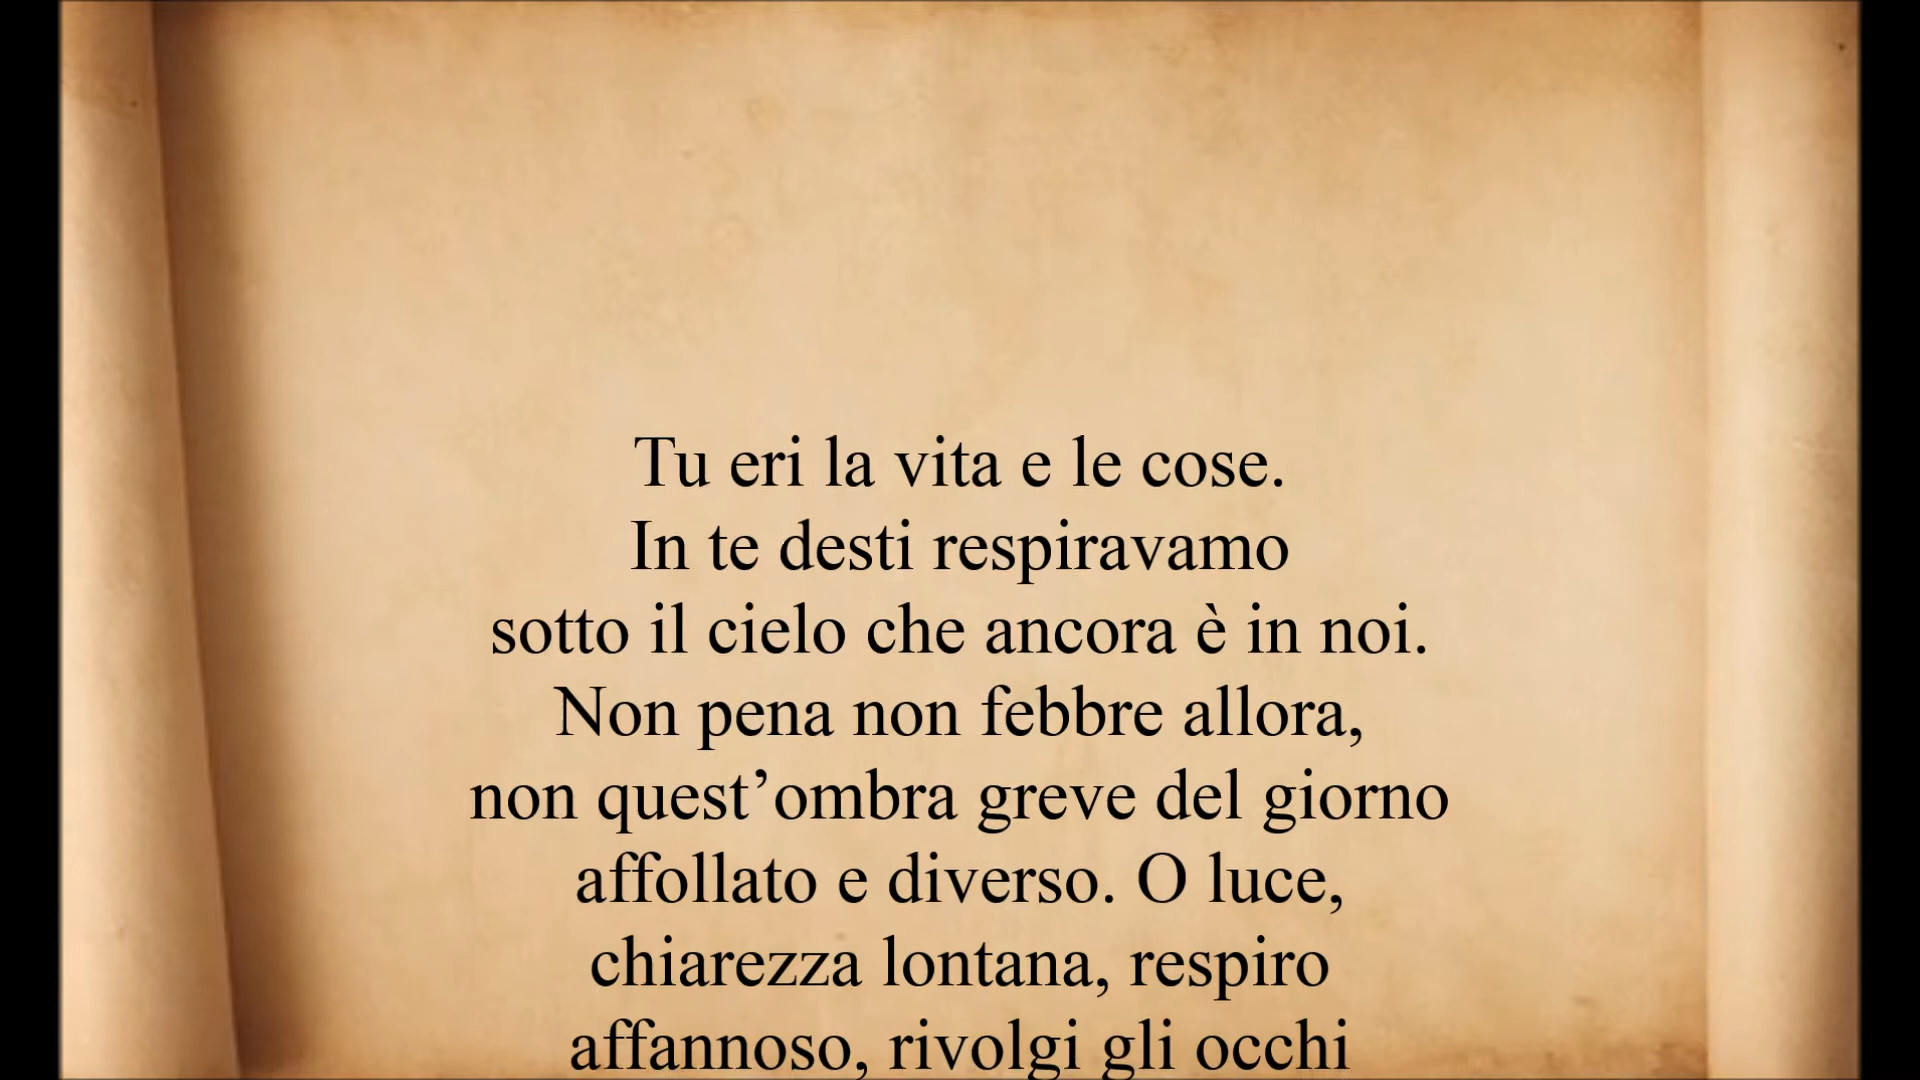 Tu eri la vita e le cose.
In te desti respiravamo
sotto il cielo che ancora è in noi.
Non pena non febbre allora,
non quest’ombra greve del giorno
affollato e diverso. O luce,
chiarezza lontana, respiro
affannoso, rivolgi gli occhi